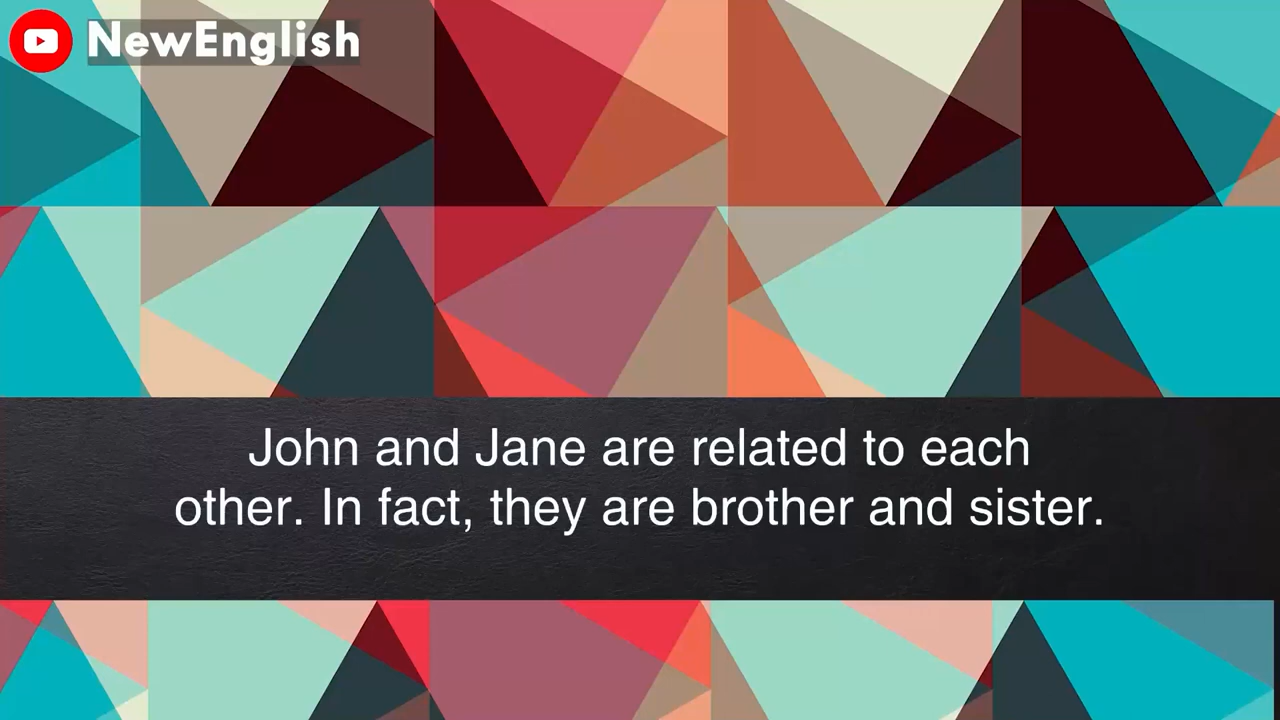 NewEnglish
John and Jane are related to each
other. In fact, they are brother and sister.